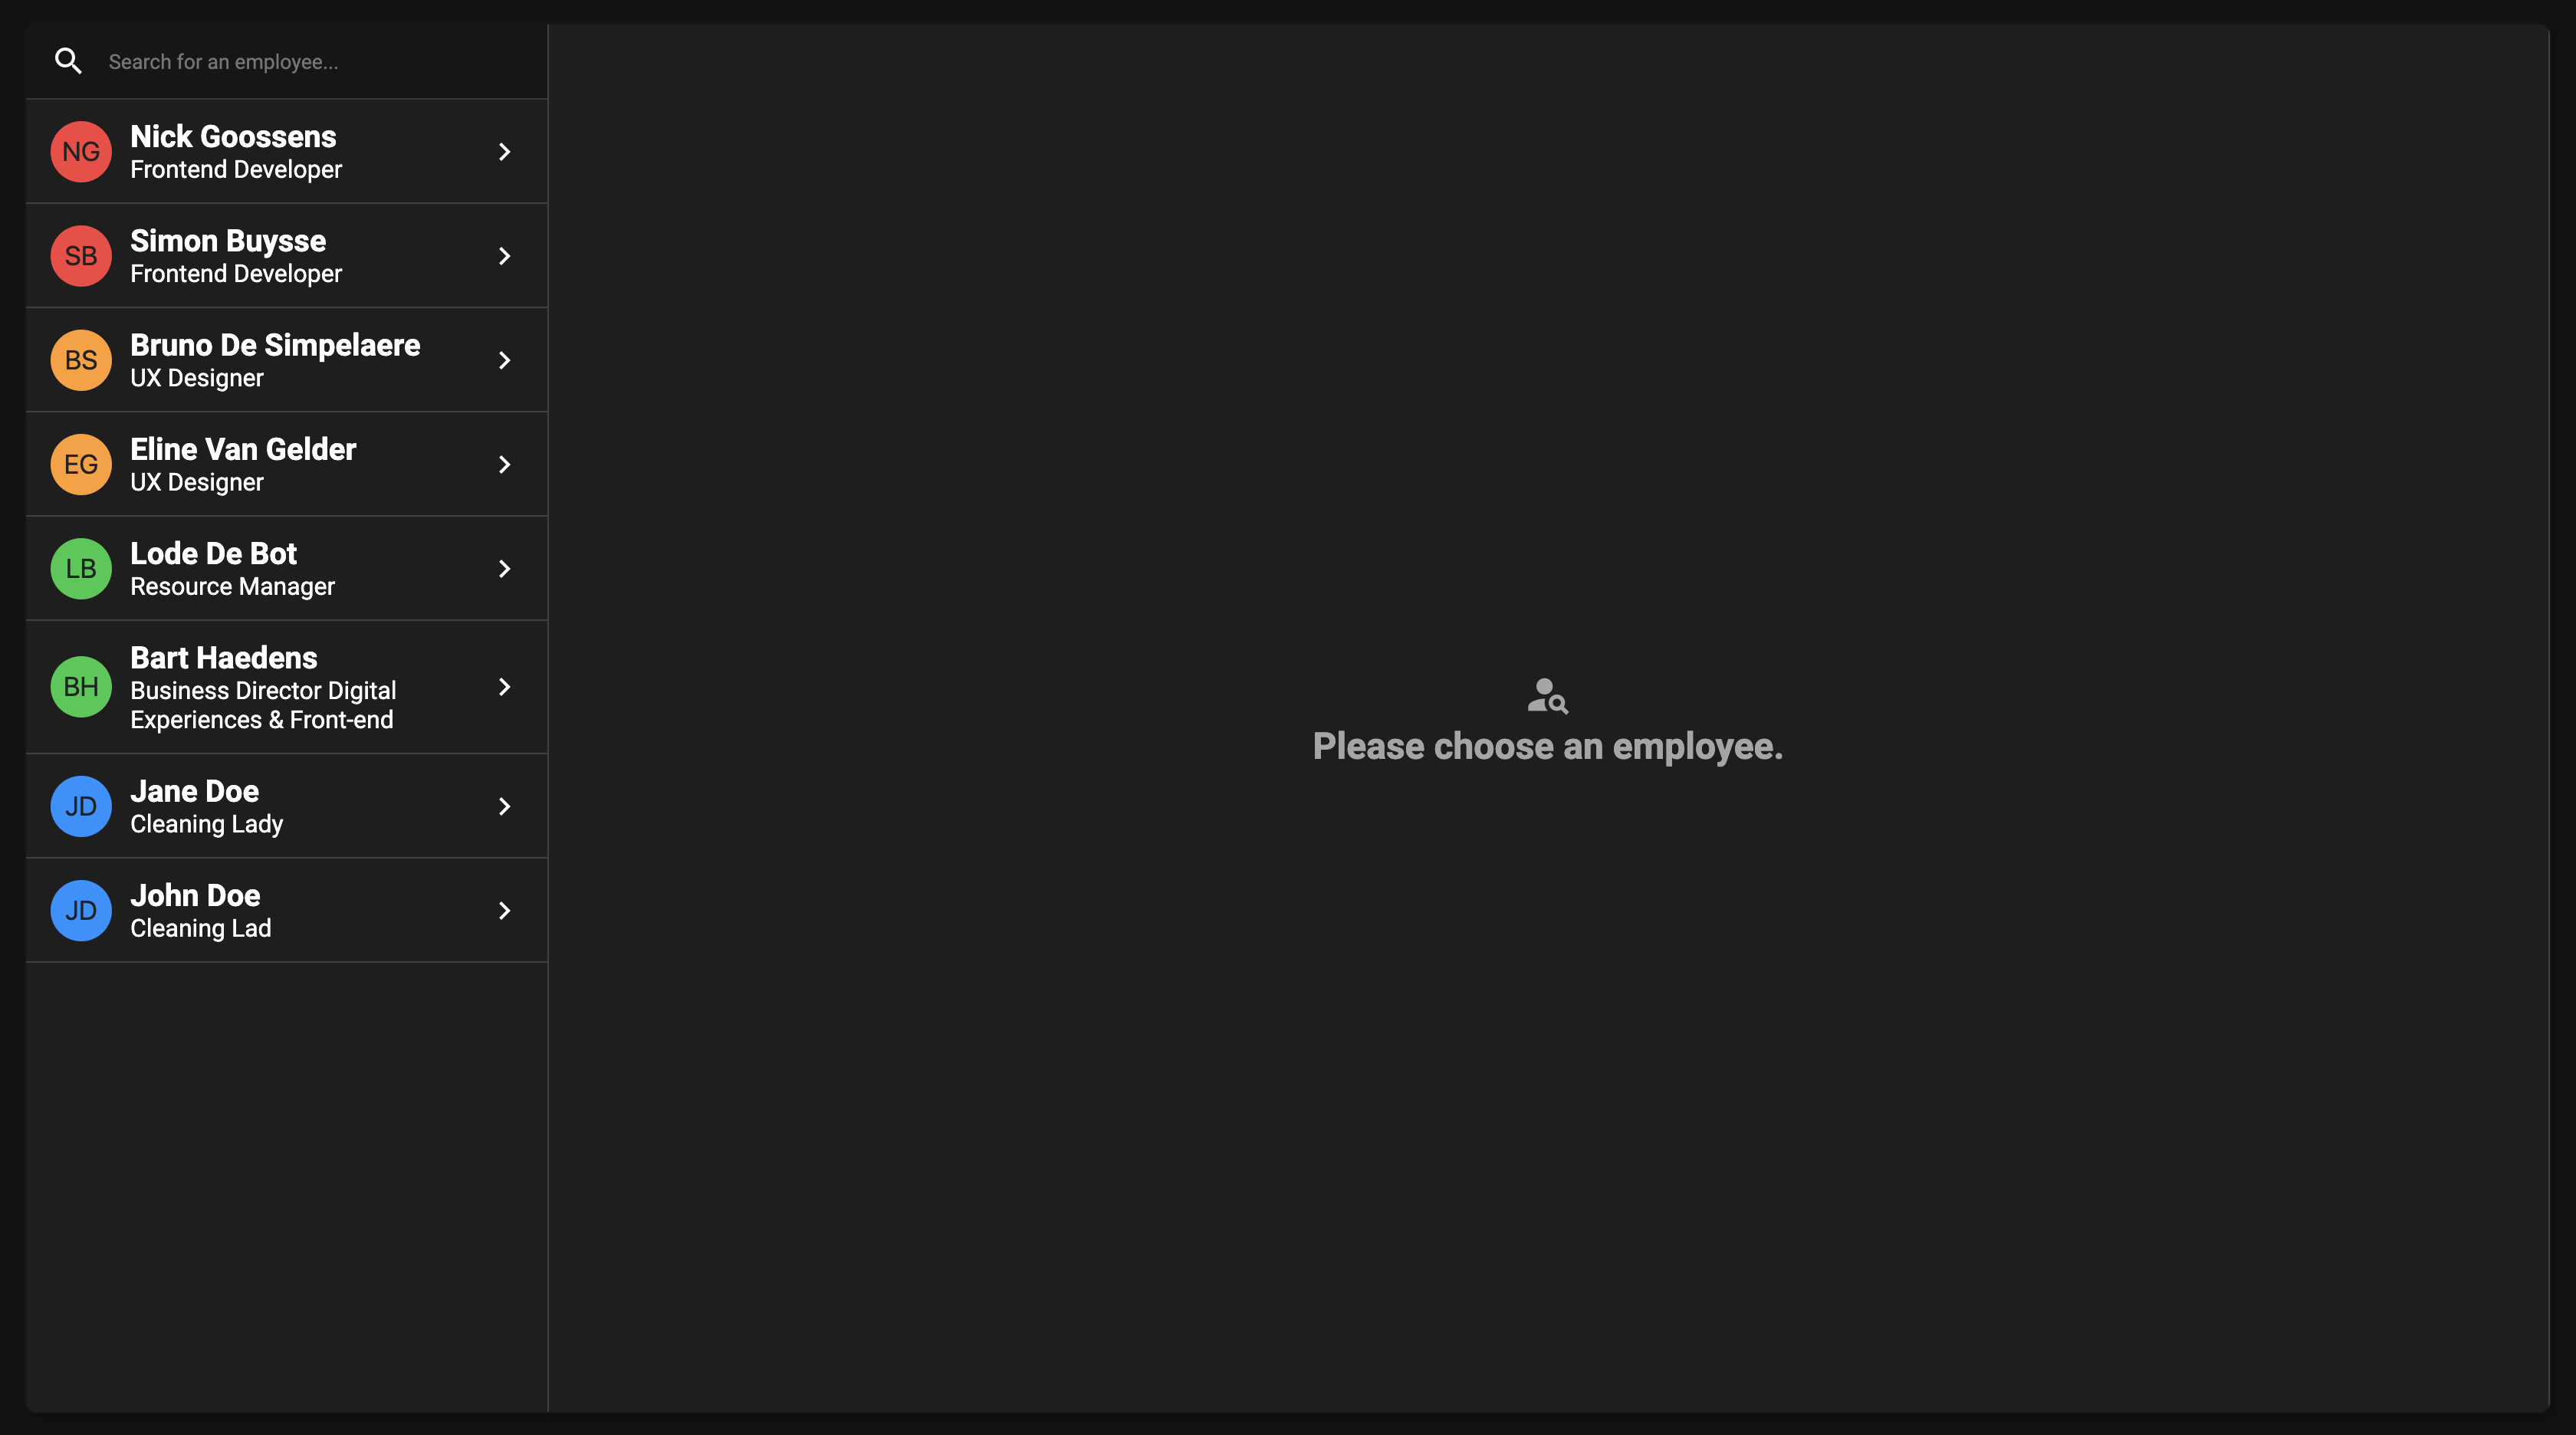 Search for an employee...
NG
Nick Goossens
Frontend Developer
SB
Simon Buysse
Frontend Developer
BS
Bruno De Simpelaere
UX Designer
EG
Eline Van Gelder
UX Designer
LB
Lode De Bot
Resource Manager
BH
Bart Haedens
Business Director Digital
Experiences & Front-end
JD
Jane Doe
Cleaning Lady
JD
John Doe
Cleaning Lad
Please choose an employee.